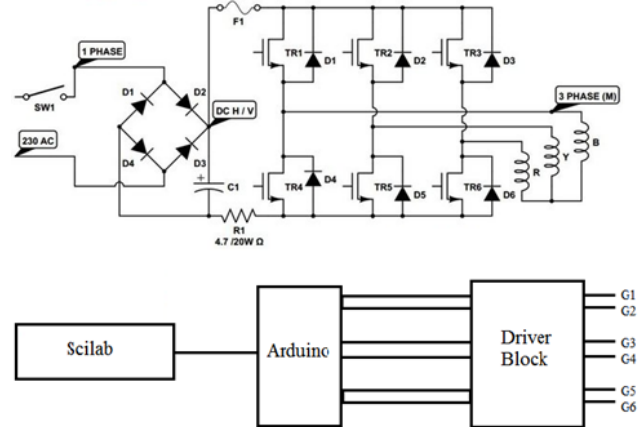 F1
1 PHASE
TR1
D1
TR2
D2
TR3
D3
SW1
D1
D2
DC H / V
3 PHASE (M)
230 AC
D4
D3
C1
+
TR4
D4
TR5
D5
TR6
D6
R
Y
B
R1
4.7 /20W Ω
Scilab
Arduino
Driver
Block
G1
G2
G3
G4
G5
G6